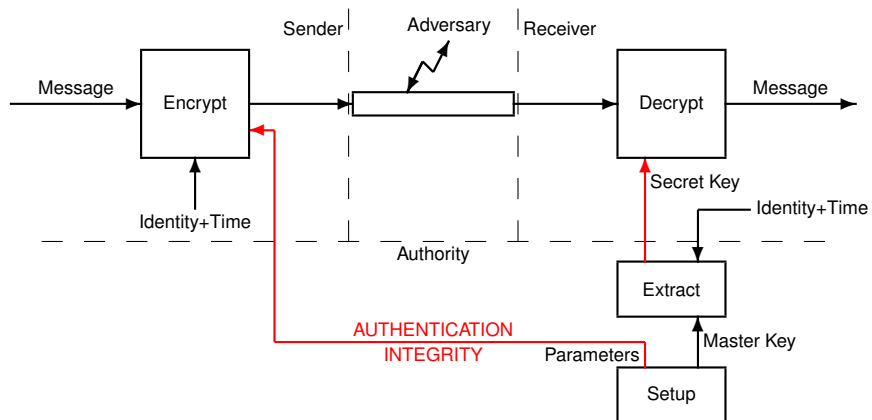 Sender
Adversary
Receiver
Message
Encrypt
Decrypt
Message
Secret Key
Identity+Time
Identity+Time
Authority
Extract
AUTHENTICATION
INTEGRITY
Parameters
Master Key
Setup